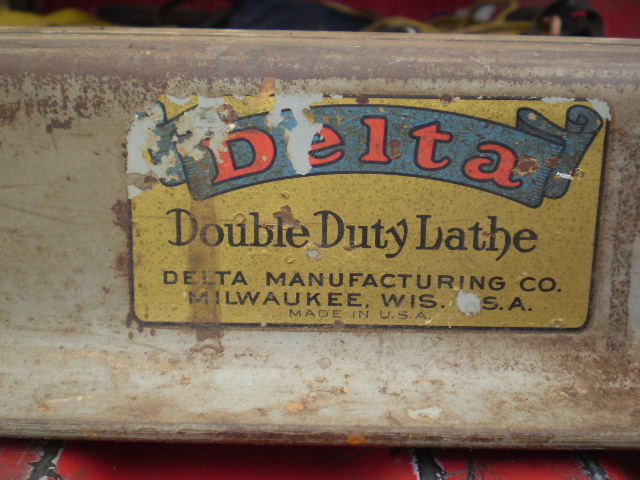 Delta
Double Duty Lathe
DELTA MANUFACTURING CO.
MILWAUKEE, WIS. S.A.
MADE IN U.S.A.